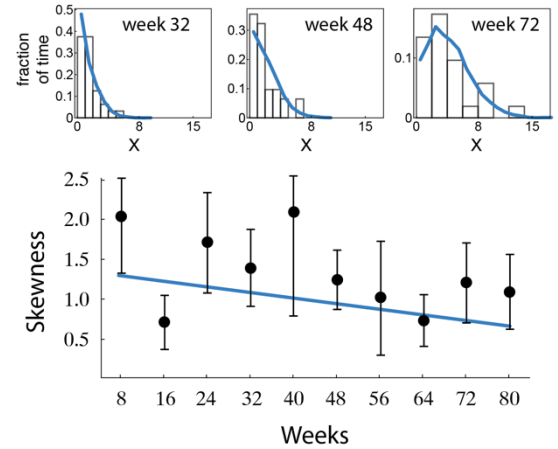 week 32
week 48
week 72
fraction
of time
0.5
0.4
0.3
0.2
0.1
0
0 8 15
X
0.3
0.2
0.1
0
0 8 15
X
0.1
0
0 8 15
X
Skewness
2.5
2.0
1.5
1.0
0.5
8 16 24 32 40 48 56 64 72 80
Weeks